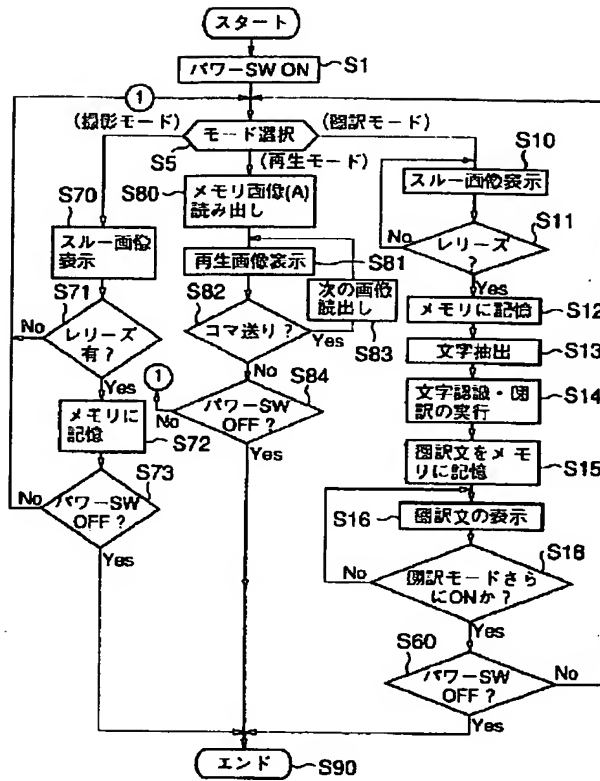 スタート
パワーSW ON
S1
1
(撮影モード)
モード選択
(翻訳モード)
S5
(再生モード)
S10
スルー画像表示
S80
メモリ画像(A)
読み出し
S70
スルー画像
表示
S11
レリーズ
?
No
Yes
再生画像表示
S81
S71
レリーズ
有?
No
Yes
S82
コマ送り?
次の画像
読出し
S83
Yes
No
メモリに記憶
S12
文字抽出
S13
1
S84
パワーSW
OFF?
No
Yes
文字認識・翻
訳の実行
S14
メモリに
記憶
S72
翻訳文をメモ
リに記憶
S15
S73
パワーSW
OFF?
No
Yes
S16
翻訳文の表示
S18
翻訳モードさら
にONか?
No
Yes
S60
パワーSW
OFF?
No
Yes
エンド
S90